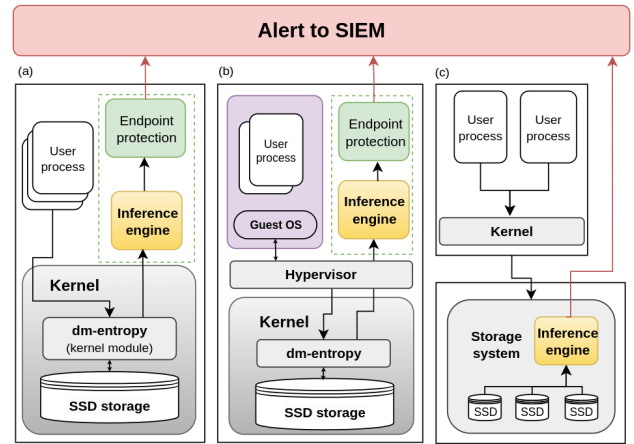 Alert to SIEM
(a)
User
process
Endpoint
protection
Inference
engine
Kernel
dm-entropy
(kernel module)
SSD storage
(b)
User
process
Guest OS
Endpoint
protection
Inference
engine
Hypervisor
Kernel
dm-entropy
SSD storage
(c)
User
process
User
process
Kernel
Storage
system
Inference
engine
SSD
SSD
SSD